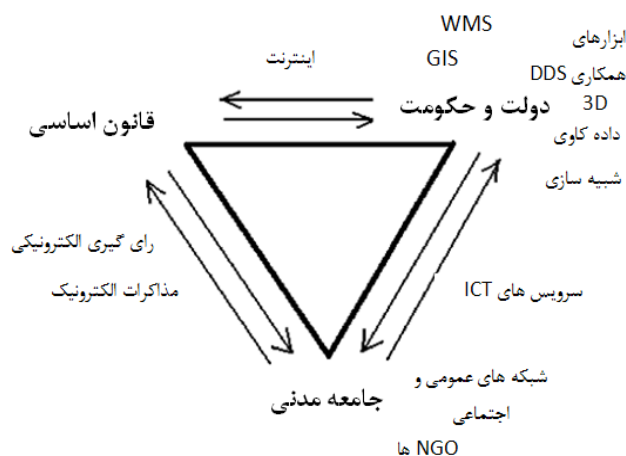 WMS
ابزارهای
اینترنت
GIS
همکاری DDS
قانون اساسی
دولت و حکومت
3D
داده کاوی
شبیه سازی
رای گیری الکترونیکی
مذاکرات الکترونیک
سرویس های ICT
جامعه مدنی
شبکه های عمومی و
اجتماعی
NGO ها